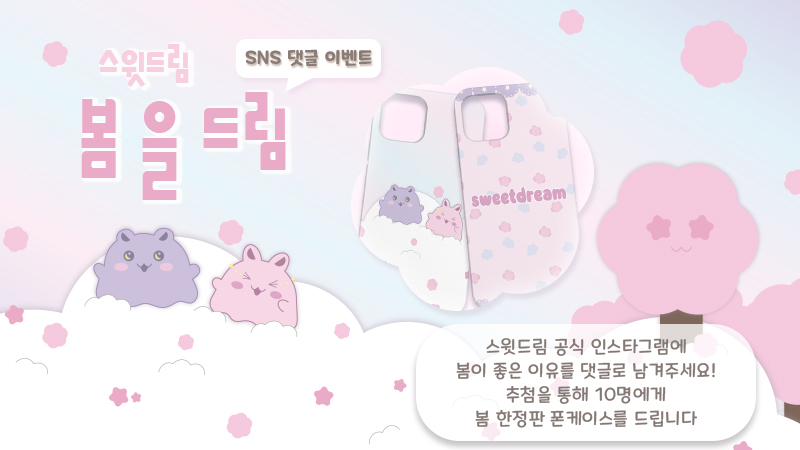 스윗드림
SNS 댓글 이벤트
봄을 드림
sweetdream
스윗드림 공식 인스타그램에
봄이 좋은 이유를 댓글로 남겨주세요!
추첨을 통해 10명에게
봄 한정판 폰케이스를 드립니다